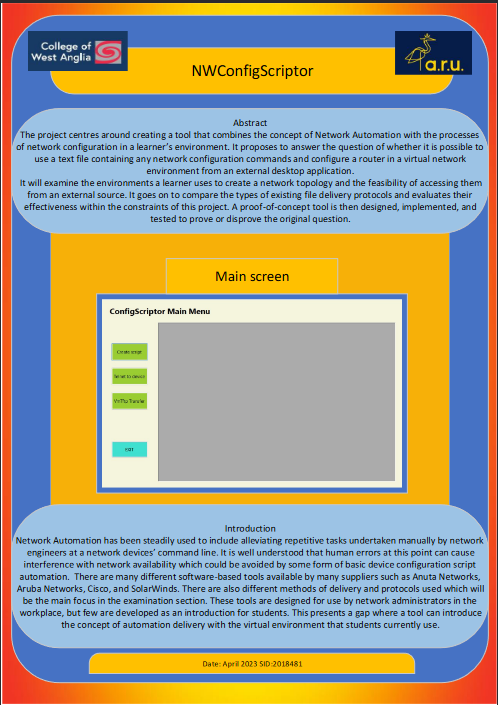 College of
West Anglia
a.r.u.
NWConfigScriptor
Abstract
The project centres around creating a tool that combines the concept of Network Automation with the processes
of network configuration in a learner's environment. It proposes to answer the question of whether it is possible to
use a text file containing any network configuration commands and configure a router in a virtual network
environment from an external desktop application.
It will examine the environments a learner uses to create a network topology and the feasibility of accessing them
from an external source. It goes on to compare the types of existing file delivery protocols and evaluates their
effectiveness within the constraints of this project. A proof-of-concept tool is then designed, implemented, and
tested to prove or disprove the original question.
Main screen
ConfigScriptor Main Menu
Create script
Telnet to device
Transfer
EXIT
Introduction
Network Automation has been steadily used to include alleviating repetitive tasks undertaken manually by network
engineers at a network devices' command line. It is well understood that human errors at this point can cause
interference with network availability which could be avoided by some form of basic device configuration script
automation. There are many different software-based tools available by many suppliers such as Anuta Networks,
Aruba Networks, Cisco, and SolarWinds. There are also different methods of delivery and protocols used which will
be the main focus in the examination section. These tools are designed for use by network administrators in the
workplace, but few are developed as an introduction for students. This presents a gap where a tool can introduce
the concept of automation delivery with the virtual environment that students currently use.
Date: April 2023 SID:2018481